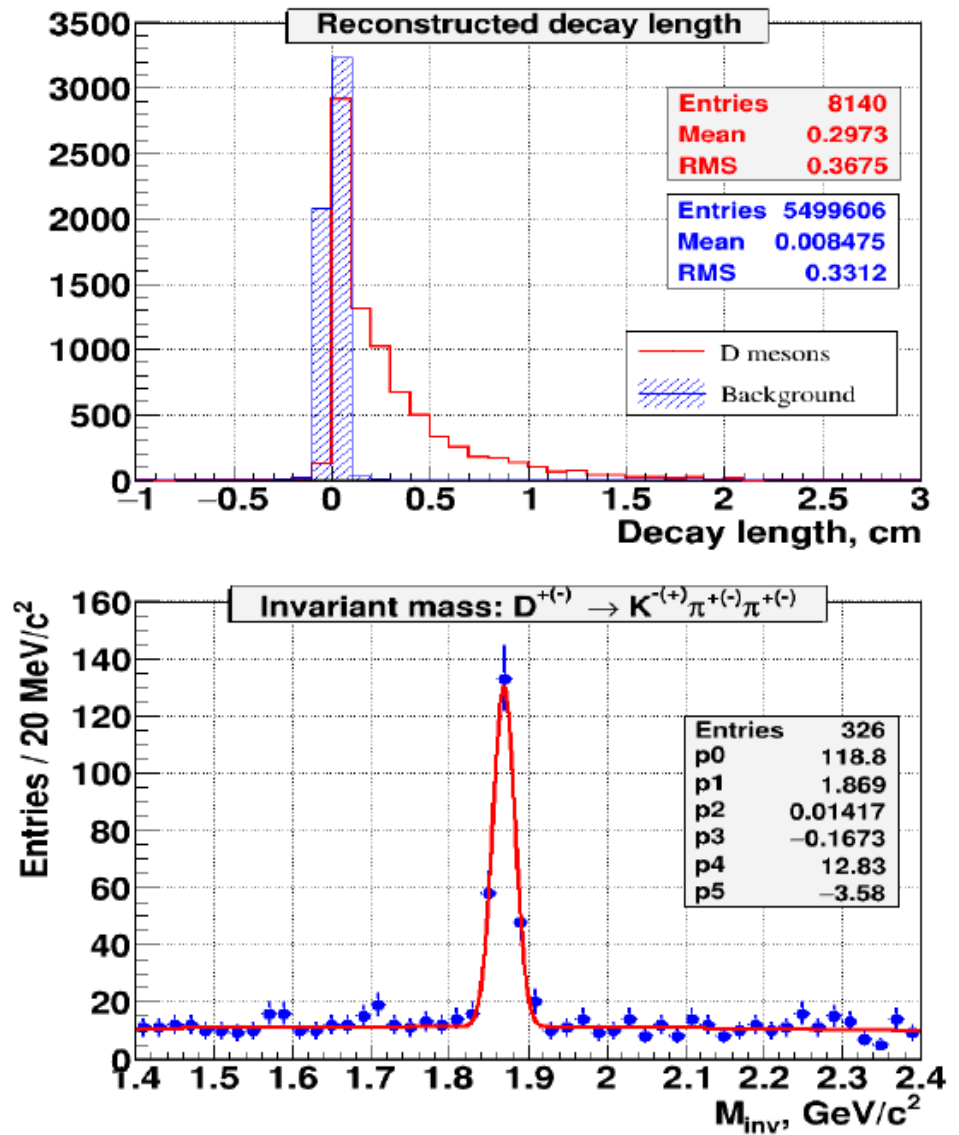 Reconstructed decay length
3500
3000
2500
2000
1500
1000
500
0
Entries 8140
Mean 0.2973
RMS 0.3675
Entries 5499606
Mean 0.008475
RMS 0.3312
D mesons
Background
−1 −0.5 0 0.5 1 1.5 2 2.5 3
Decay length, cm
Invariant mass: D⁺⁽⁻⁾ → K⁻⁽⁺⁾π⁺⁽⁻⁾π⁺⁽⁻⁾
Entries / 20 MeV/c²
160
140
120
100
80
60
40
20
0
Entries 326
p0 118.8
p1 1.869
p2 0.01417
p3 −0.1673
p4 12.83
p5 −3.58
1.4 1.5 1.6 1.7 1.8 1.9 2 2.1 2.2 2.3 2.4
M_inv, GeV/c²